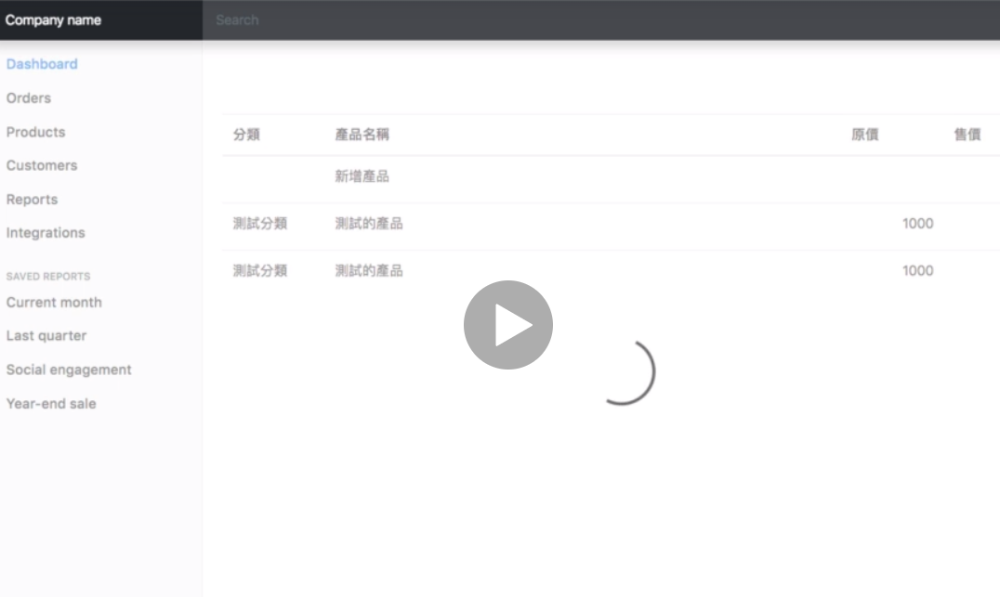 Company name
Search
Dashboard
Orders
Products
Customers
Reports
Integrations
SAVED REPORTS
Current month
Last quarter
Social engagement
Year-end sale
分類 產品名稱 原價 售價
新增產品
測試分類 測試的產品 1000
測試分類 測試的產品 1000